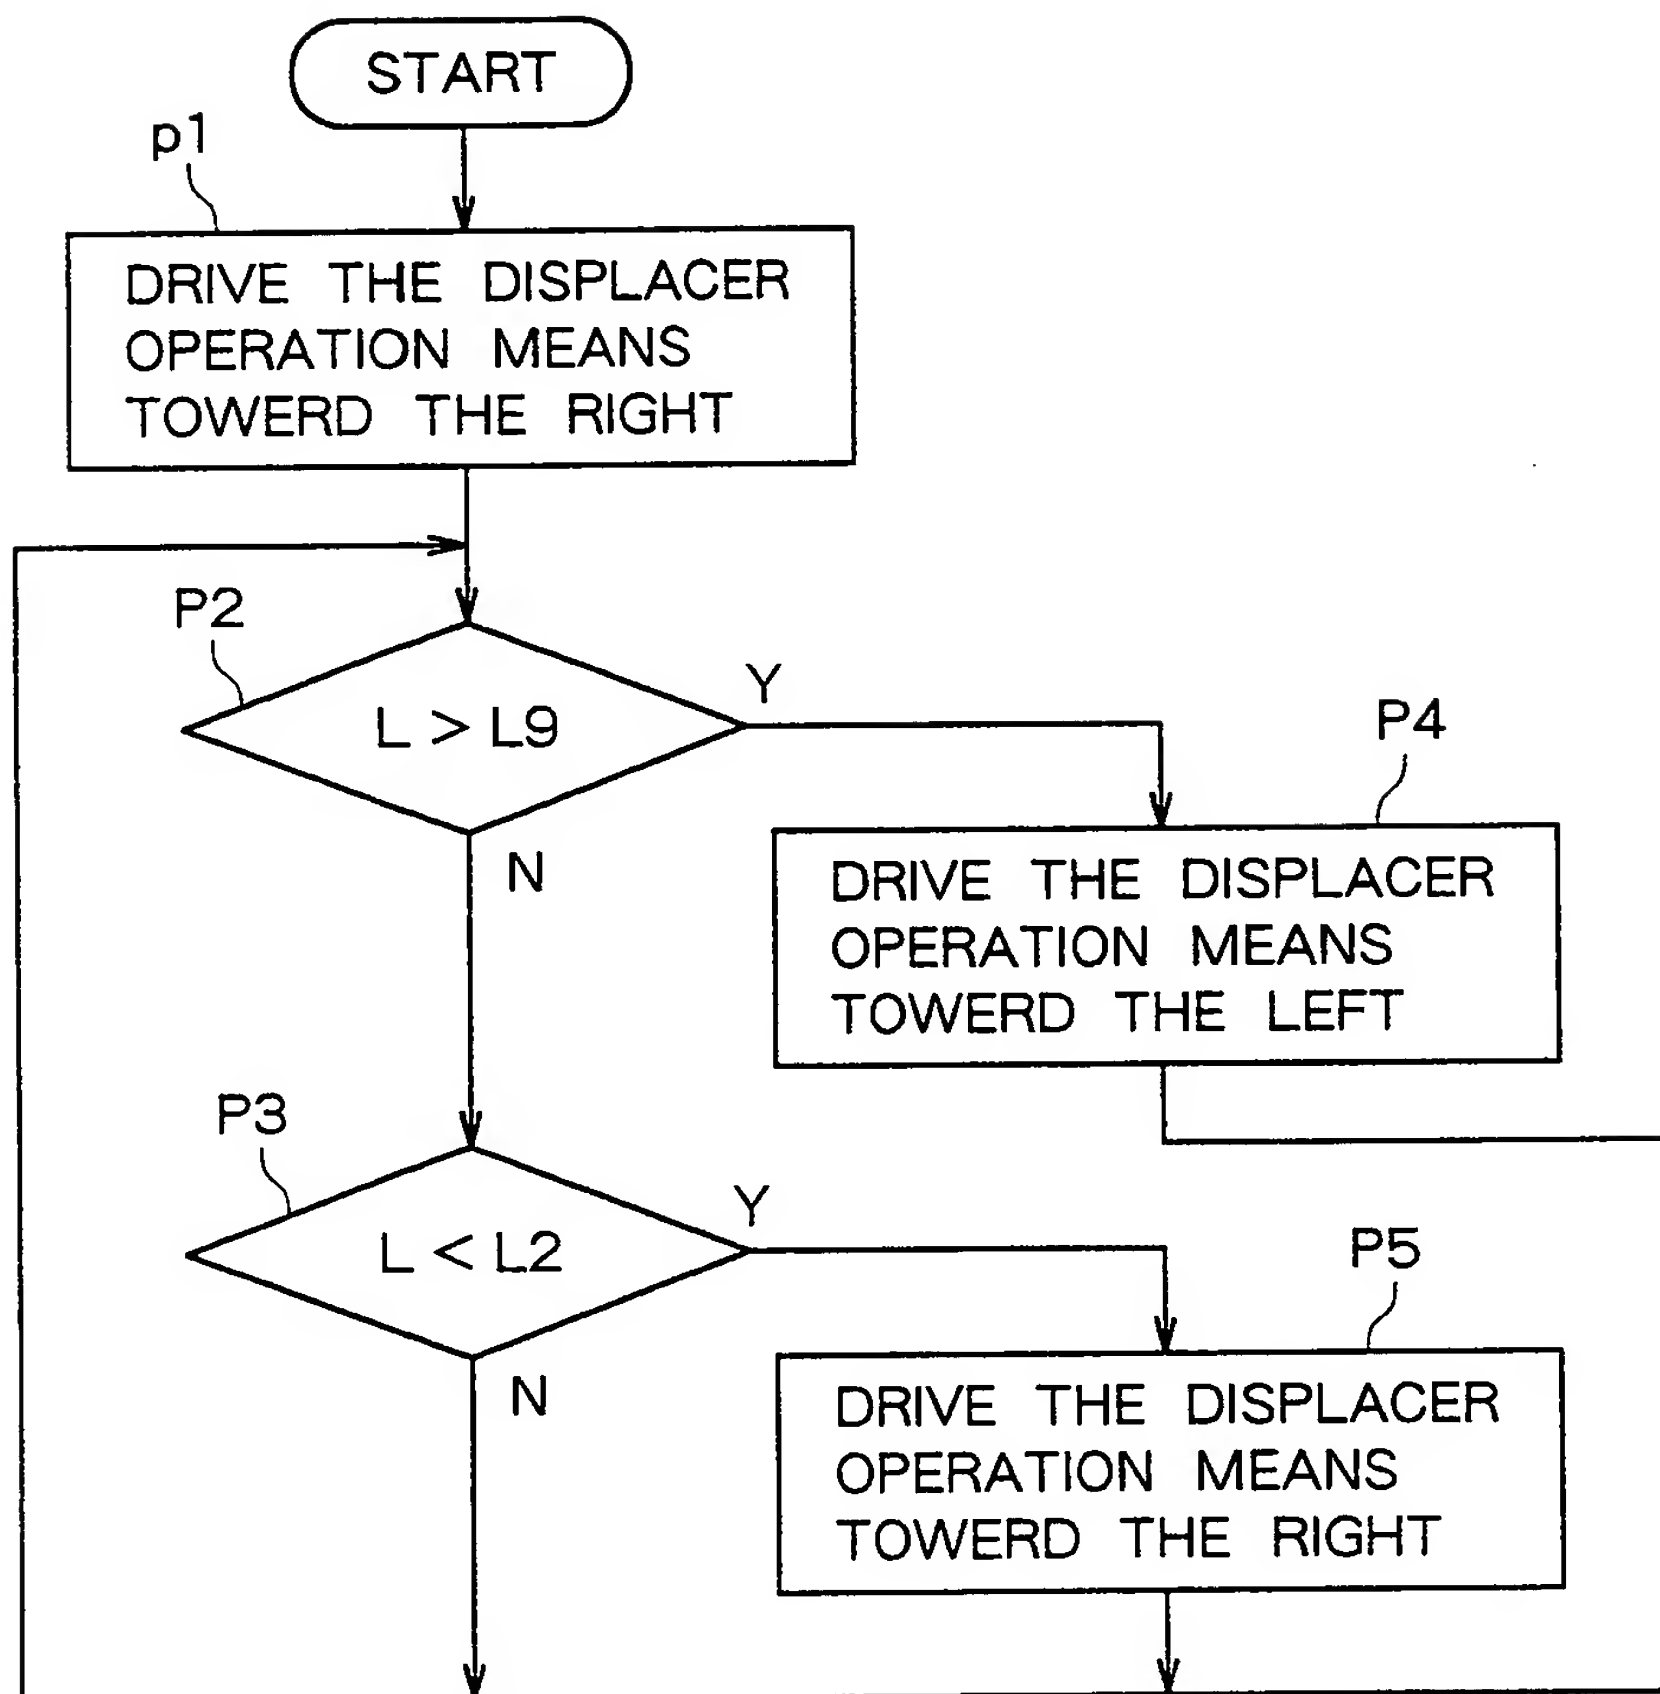 START
p1
DRIVE THE DISPLACER
OPERATION MEANS
TOWERD THE RIGHT
P2
L > L9
Y
N
P4
DRIVE THE DISPLACER
OPERATION MEANS
TOWERD THE LEFT
P3
L < L2
Y
N
P5
DRIVE THE DISPLACER
OPERATION MEANS
TOWERD THE RIGHT